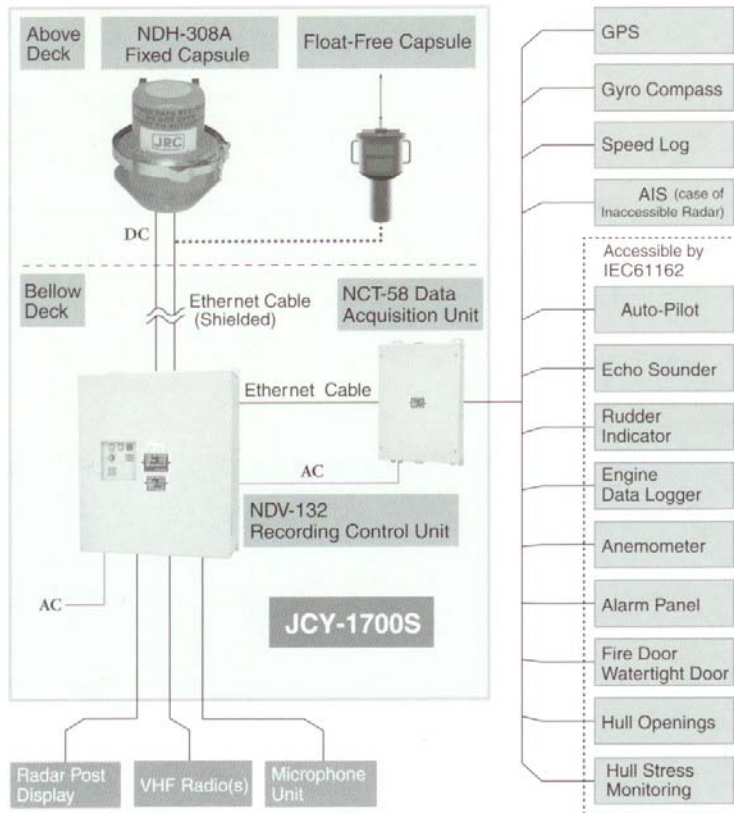 Above
Deck
NDH-308A
Fixed Capsule
Float-Free Capsule
JRC
DC
Bellow
Deck
Ethernet Cable
(Shielded)
NCT-58 Data
Acquisition Unit
Ethernet Cable
AC
NDV-132
Recording Control Unit
AC
JCY-1700S
Radar Post
Display
VHF Radio(s)
Microphone
Unit
GPS
Gyro Compass
Speed Log
AIS (case of
Inaccessible Radar)
Accessible by
IEC61162
Auto-Pilot
Echo Sounder
Rudder
Indicator
Engine
Data Logger
Anemometer
Alarm Panel
Fire Door
Watertight Door
Hull Openings
Hull Stress
Monitoring